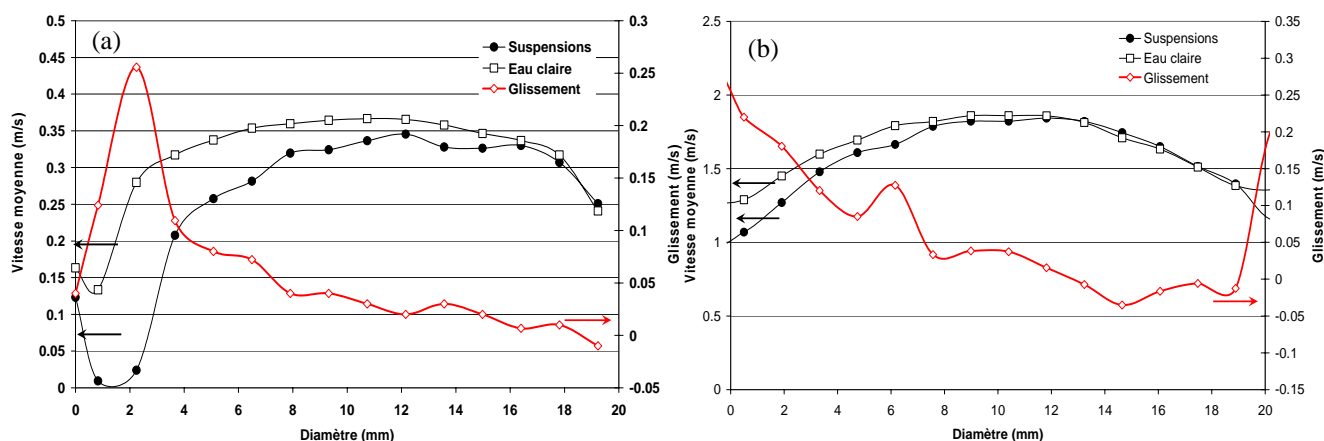 (a)
Suspensions
Eau claire
Glissement
Vitesse moyenne (m/s)
0.5
0.45
0.4
0.35
0.3
0.25
0.2
0.15
0.1
0.05
0
0.3
0.25
0.2
0.15
0.1
0.05
0
-0.05
Glissement (m/s)
0 2 4 6 8 10 12 14 16 18 20
Diamètre (mm)
(b)
Suspensions
Eau claire
Glissement
Vitesse moyenne (m/s)
2.5
2
1.5
1
0.5
0
0.35
0.3
0.25
0.2
0.15
0.1
0.05
0
-0.05
-0.1
-0.15
Glissement (m/s)
0 2 4 6 8 10 12 14 16 18 20
Diamètre (mm)